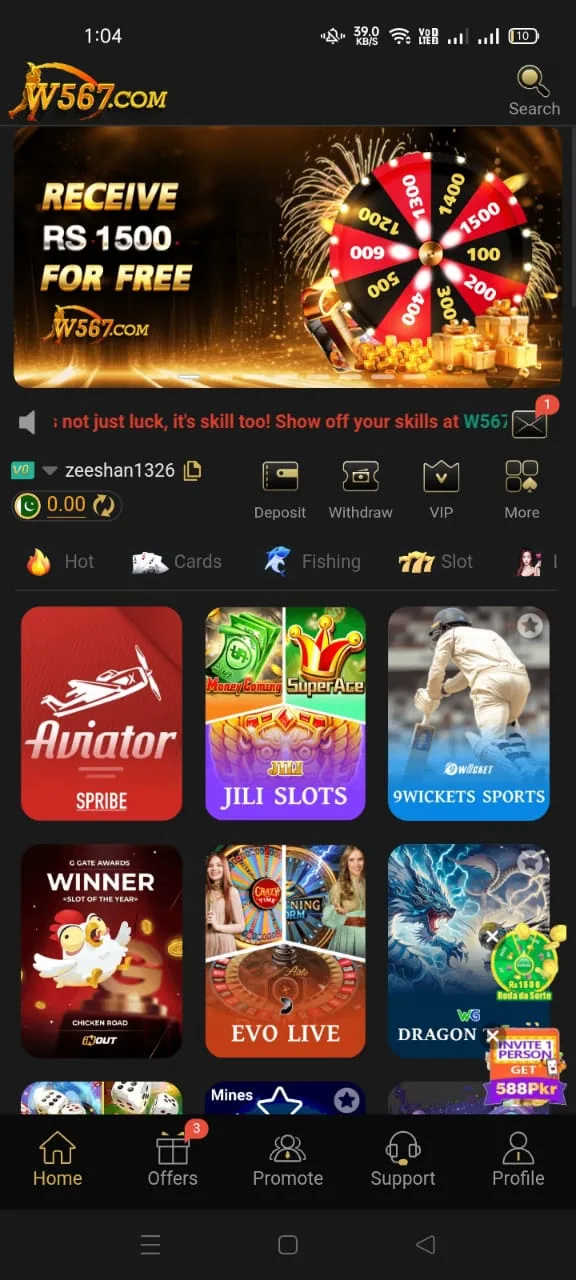 1:04
39.0
KB/S
VoD
LTE2
10
W567.COM
Search
RECEIVE
RS 1500
FOR FREE
W567.COM
1300
1400
1500
100
200
300
400
500
600
1200
s not just luck, it's skill too! Show off your skills at W567
1
V0
zeeshan1326
0.00
Deposit
Withdraw
VIP
More
Hot
Cards
Fishing
777
Slot
Aviator
SPRIBE
Money Coming
SuperAce
JILI
JILI SLOTS
9WICKET
9WICKETS SPORTS
G GATE AWARDS
WINNER
«SLOT OF THE YEAR»
CHICKEN ROAD
INOUT
CRAZY
TIME
EVO LIVE
WG
DRAGON
Rs1500
Roda da Sorte
INVITE 1
PERSON
GET
588Pkr
Mines
3
Home
Offers
Promote
Support
Profile